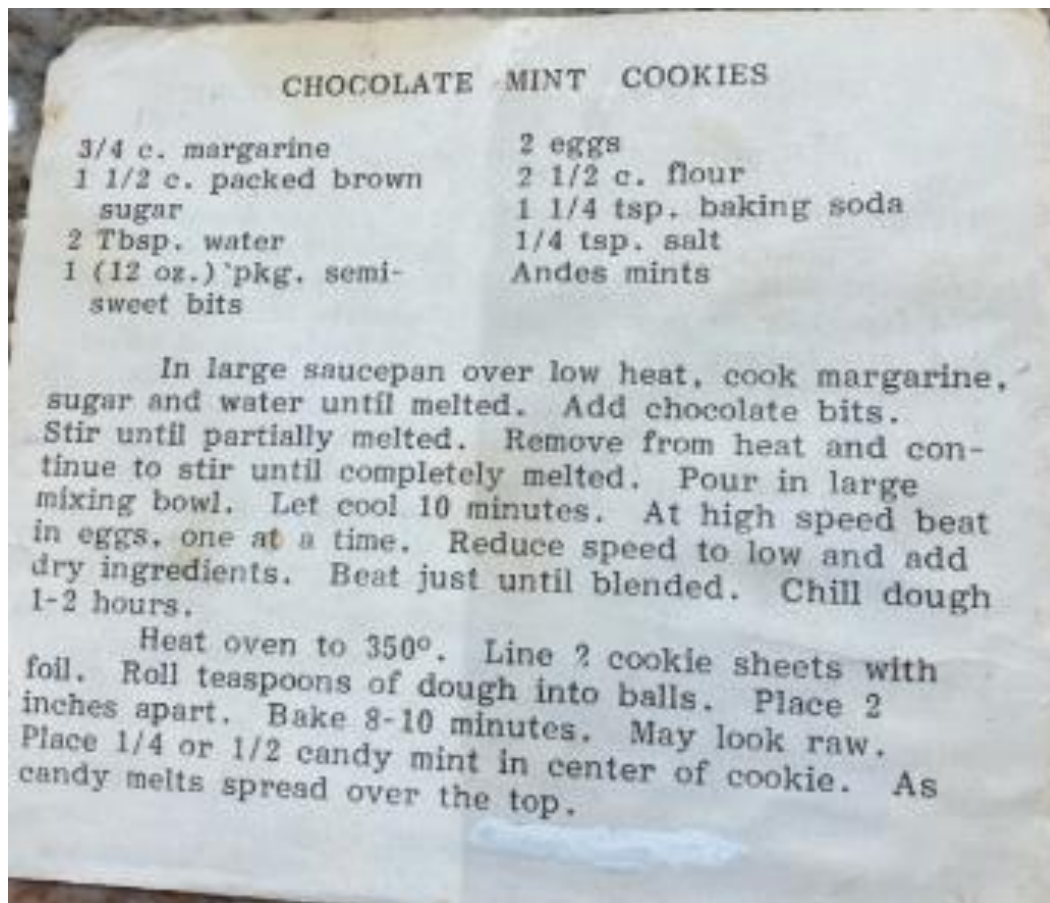 CHOCOLATE MINT COOKIES
3/4 c. margarine
1 1/2 c. packed brown
sugar
2 Tbsp. water
1 (12 oz.) pkg. semi-
sweet bits
2 eggs
2 1/2 c. flour
1 1/4 tsp. baking soda
1/4 tsp. salt
Andes mints
In large saucepan over low heat, cook margarine,
sugar and water until melted. Add chocolate bits.
Stir until partially melted. Remove from heat and con-
tinue to stir until completely melted. Pour in large
mixing bowl. Let cool 10 minutes. At high speed beat
in eggs, one at a time. Reduce speed to low and add
dry ingredients. Beat just until blended. Chill dough
1-2 hours.
Heat oven to 350º. Line 2 cookie sheets with
foil. Roll teaspoons of dough into balls. Place 2
inches apart. Bake 8-10 minutes. May look raw.
Place 1/4 or 1/2 candy mint in center of cookie. As
candy melts spread over the top.